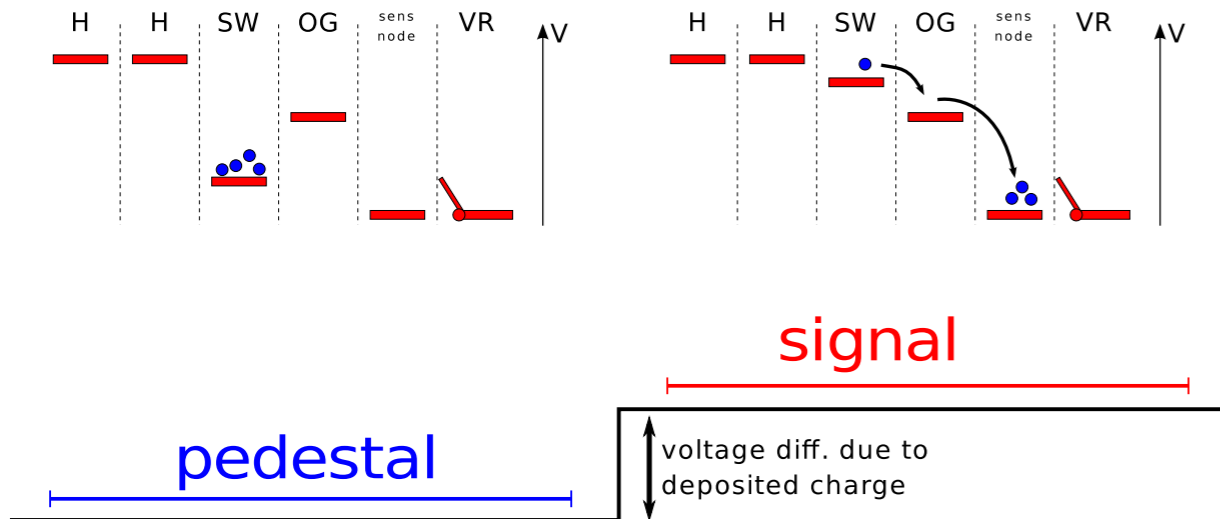 H H SW OG sens node VR V
H H SW OG sens node VR V
signal
pedestal
voltage diff. due to
deposited charge